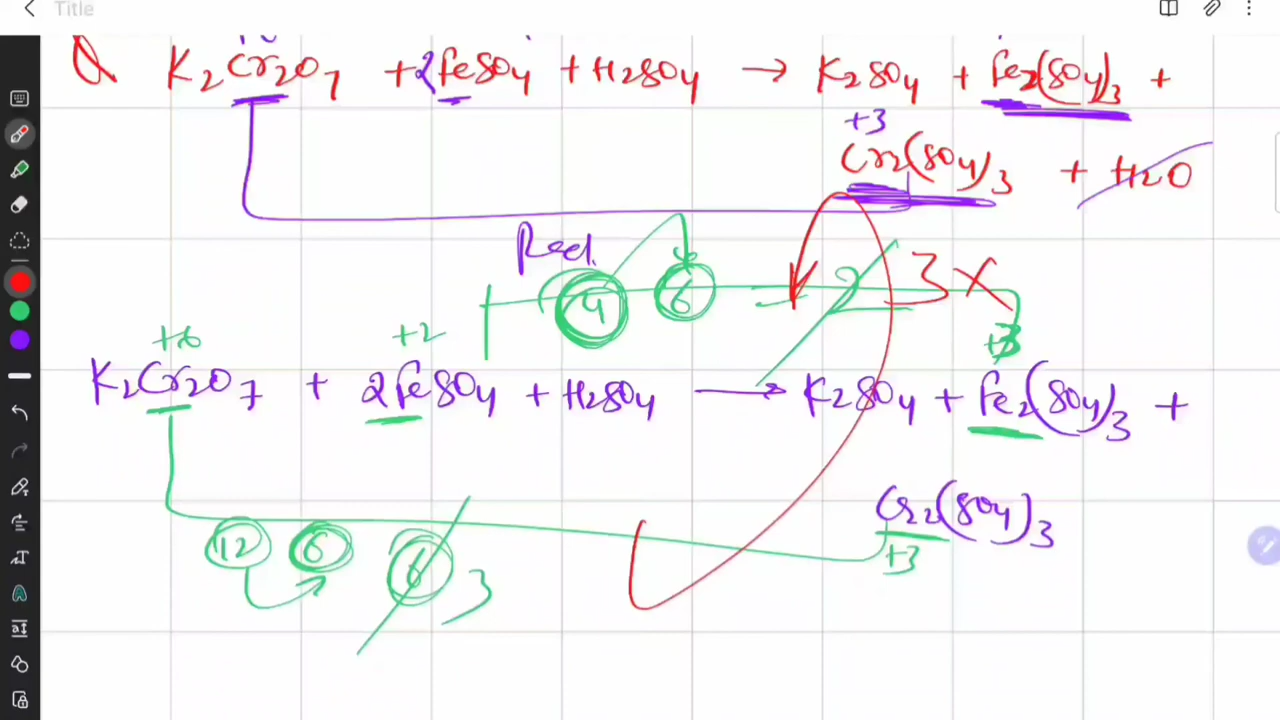 Title
Q K2Cr2O7 + 2FeSO4 + H2SO4 → K2SO4 + Fe2(SO4)3 +
+3
Cr2(SO4)3 + H2O
Red.
4 6 2 3 X
+6 +2 +3
K2Cr2O7 + 2FeSO4 + H2SO4 → K2SO4 + Fe2(SO4)3 +
Cr2(SO4)3
12 6 6 3 +3